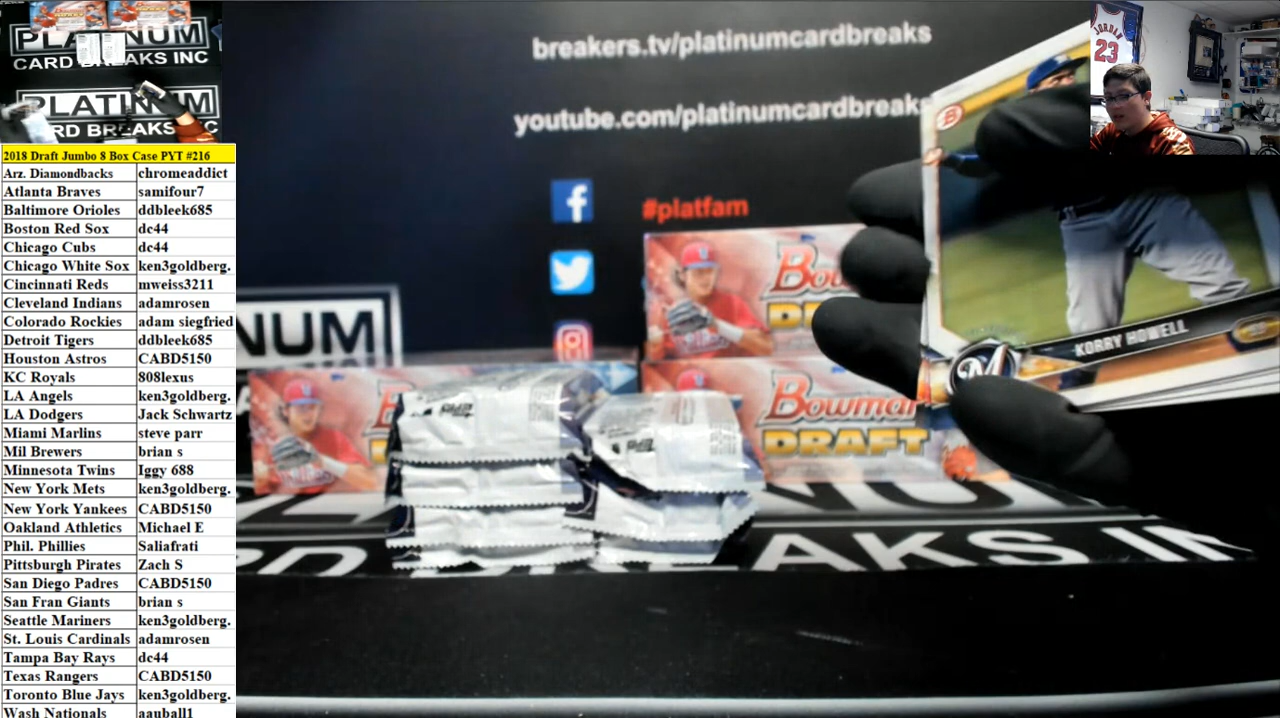 PLATINUM
CARD BREAKS INC
PLATINUM
CARD BREAKS INC
2018 Draft Jumbo 8 Box Case PYT #216
Arz. Diamondbacks chromeaddict
Atlanta Braves samifour7
Baltimore Orioles ddbleek685
Boston Red Sox dc44
Chicago Cubs dc44
Chicago White Sox ken3goldberg.
Cincinnati Reds mweiss3211
Cleveland Indians adamrosen
Colorado Rockies adam siegfried
Detroit Tigers ddbleek685
Houston Astros CABD5150
KC Royals 808lexus
LA Angels ken3goldberg.
LA Dodgers Jack Schwartz
Miami Marlins steve parr
Mil Brewers brian s
Minnesota Twins Iggy 688
New York Mets ken3goldberg.
New York Yankees CABD5150
Oakland Athletics Michael E
Phil. Phillies Saliafrati
Pittsburgh Pirates Zach S
San Diego Padres CABD5150
San Fran Giants brian s
Seattle Mariners ken3goldberg.
St. Louis Cardinals adamrosen
Tampa Bay Rays dc44
Texas Rangers CABD5150
Toronto Blue Jays ken3goldberg.
Wash Nationals aauball1
breakers.tv/platinumcardbreaks
youtube.com/platinumcardbreaks
#platfam
Bo
DR
NUM
Bowman
DRAFT
D BREAKS IN
KORRY HOWELL
M
JORDAN
23